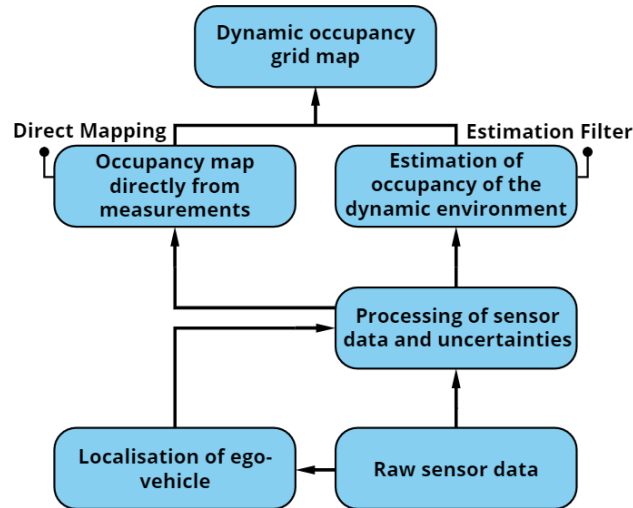 Dynamic occupancy
grid map
Direct Mapping
Estimation Filter
Occupancy map
directly from
measurements
Estimation of
occupancy of the
dynamic environment
Processing of sensor
data and uncertainties
Localisation of ego-
vehicle
Raw sensor data